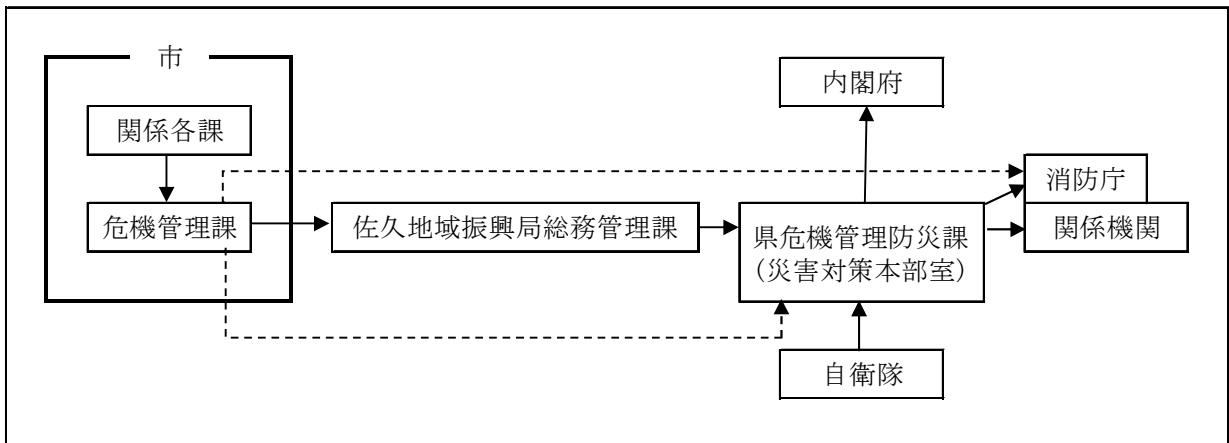 市
内閣府
関係各課
消防庁
危機管理課
佐久地域振興局総務管理課
県危機管理防災課
（災害対策本部室）
関係機関
自衛隊